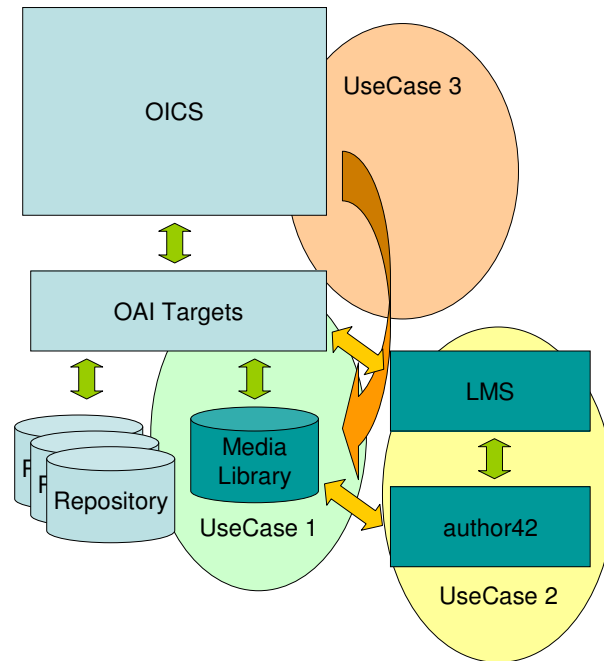 UseCase 3
OICS
OAI Targets
LMS
Media
Library
F
F
Repository
UseCase 1
author42
UseCase 2